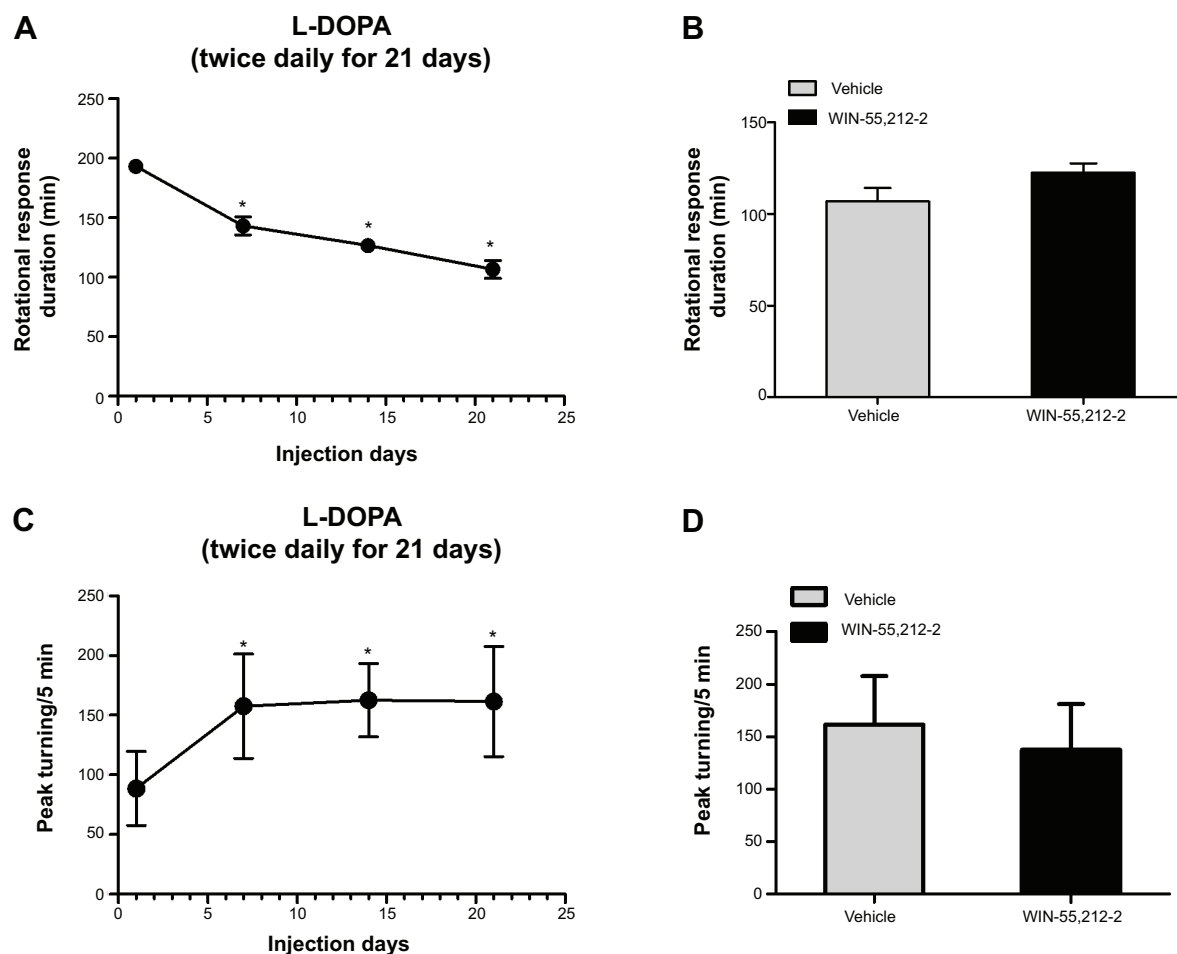 A
L-DOPA
(twice daily for 21 days)
Rotational response
duration (min)
250
200
150
100
50
0
*
*
*
0 5 10 15 20 25
Injection days
B
Vehicle
WIN-55,212-2
Rotational response
duration (min)
150
100
50
0
Vehicle WIN-55,212-2
C
L-DOPA
(twice daily for 21 days)
Peak turning/5 min
250
200
150
100
50
0
*
*
*
0 5 10 15 20 25
Injection days
D
Vehicle
WIN-55,212-2
Peak turning/5 min
250
200
150
100
50
0
Vehicle WIN-55,212-2